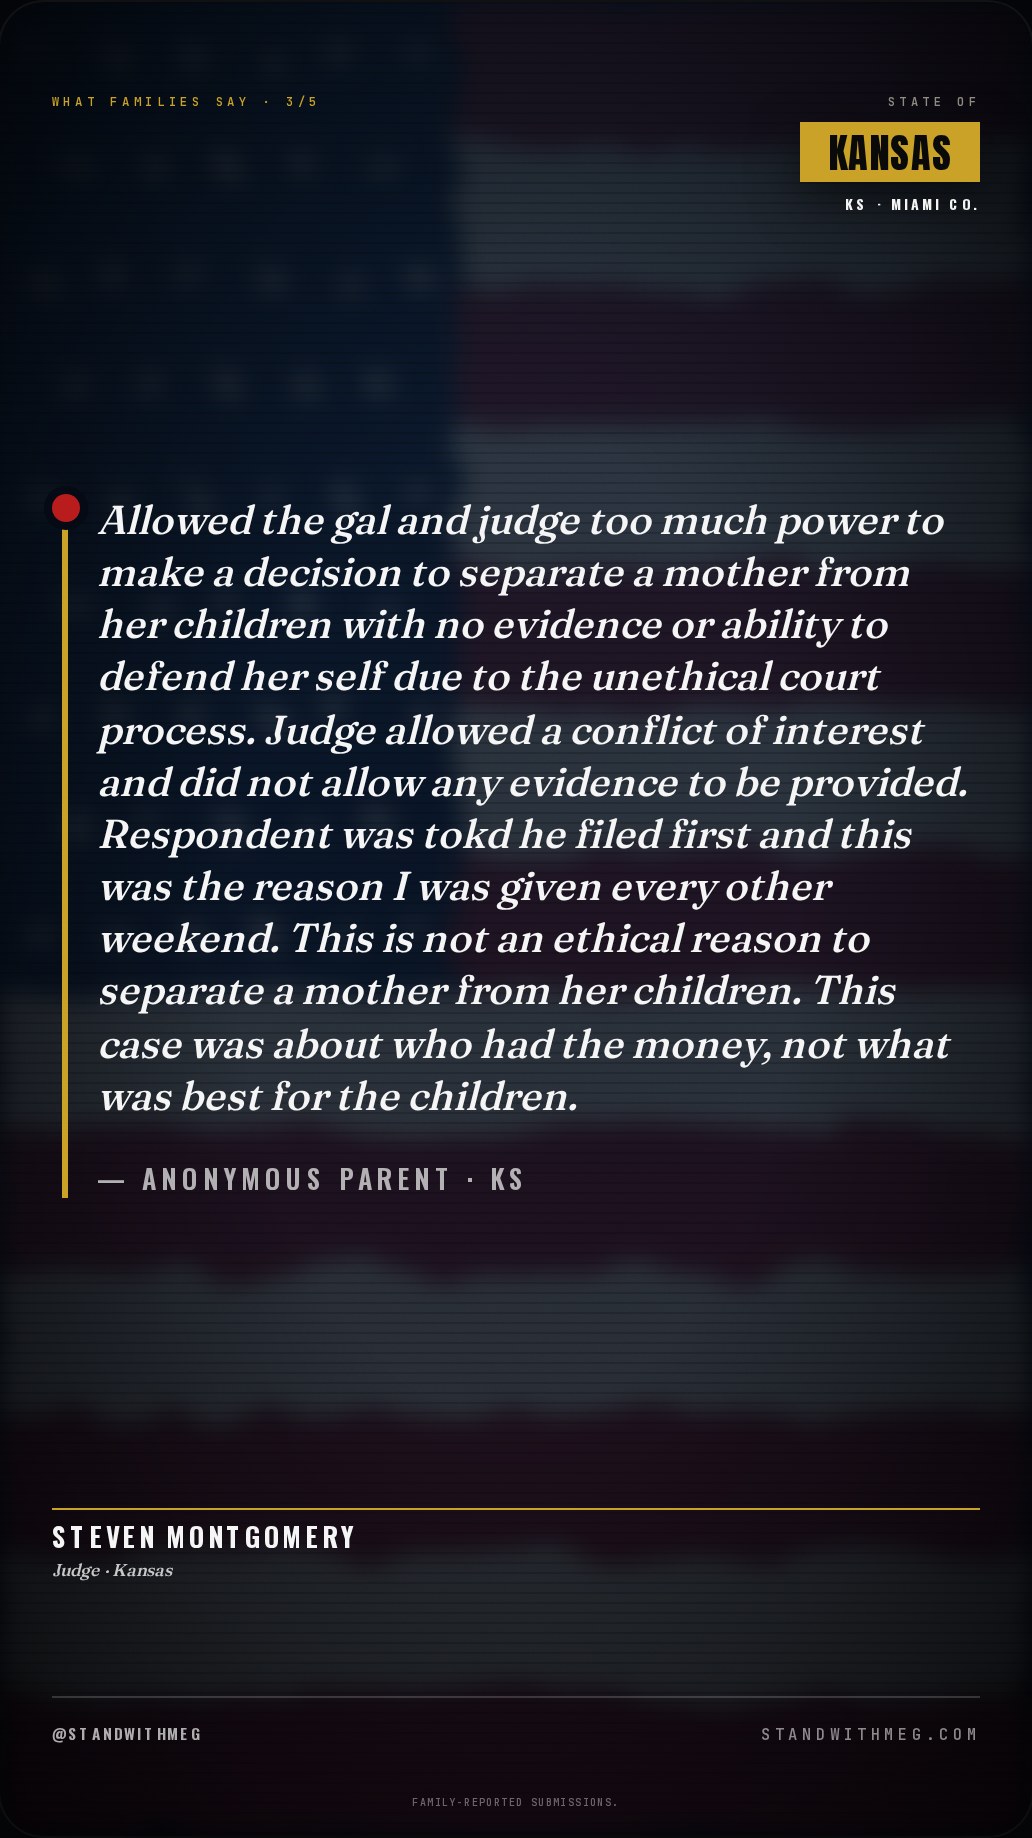 WHAT FAMILIES SAY · 3/5
STATE OF
KANSAS
KS · MIAMI CO.
Allowed the gal and judge too much power to
make a decision to separate a mother from
her children with no evidence or ability to
defend her self due to the unethical court
process. Judge allowed a conflict of interest
and did not allow any evidence to be provided.
Respondent was tokd he filed first and this
was the reason I was given every other
weekend. This is not an ethical reason to
separate a mother from her children. This
case was about who had the money, not what
was best for the children.
— ANONYMOUS PARENT · KS
STEVEN MONTGOMERY
Judge · Kansas
@STANDWITHMEG
STANDWITHMEG.COM
FAMILY-REPORTED SUBMISSIONS.